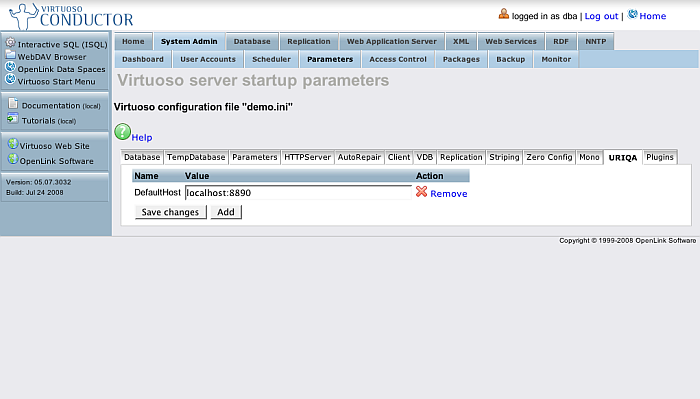 VIRTUOSO
CONDUCTOR
logged in as dba | Log out | Home
Interactive SQL (ISQL)
WebDAV Browser
OpenLink Data Spaces
Virtuoso Start Menu
Documentation (local)
Tutorials (local)
Virtuoso Web Site
OpenLink Software
Version: 05.07.3032
Build: Jul 24 2008
Home System Admin Database Replication Web Application Server XML Web Services RDF NNTP
Dashboard User Accounts Scheduler Parameters Access Control Packages Backup Monitor
Virtuoso server startup parameters
Virtuoso configuration file "demo.ini"
? Help
Database TempDatabase Parameters HTTPServer AutoRepair Client VDB Replication Striping Zero Config Mono URIQA Plugins
Name Value Action
DefaultHost localhost:8890 Remove
Save changes Add
Copyright © 1999-2008 OpenLink Software